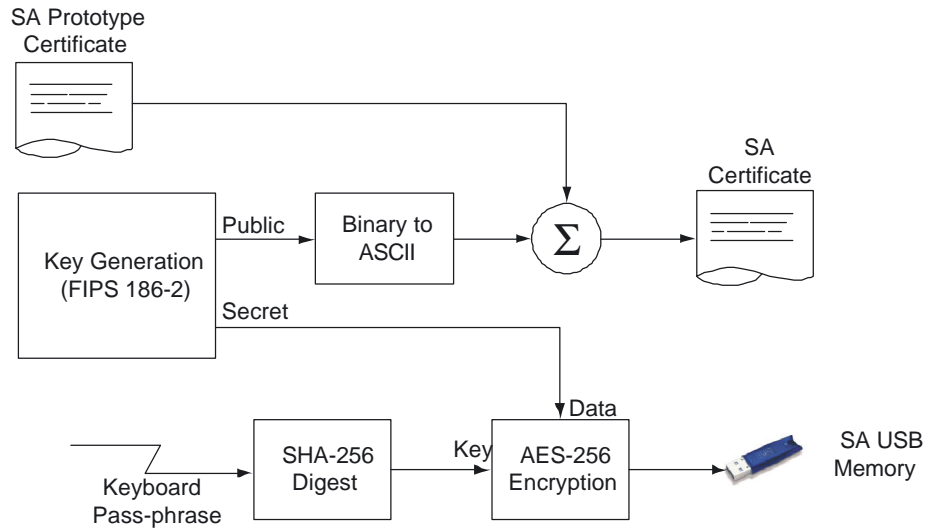 SA Prototype
Certificate
SA
Certificate
Public
Binary to
ASCII
Σ
Key Generation
(FIPS 186-2)
Secret
Data
Key
SHA-256
Digest
AES-256
Encryption
SA USB
Memory
Keyboard
Pass-phrase